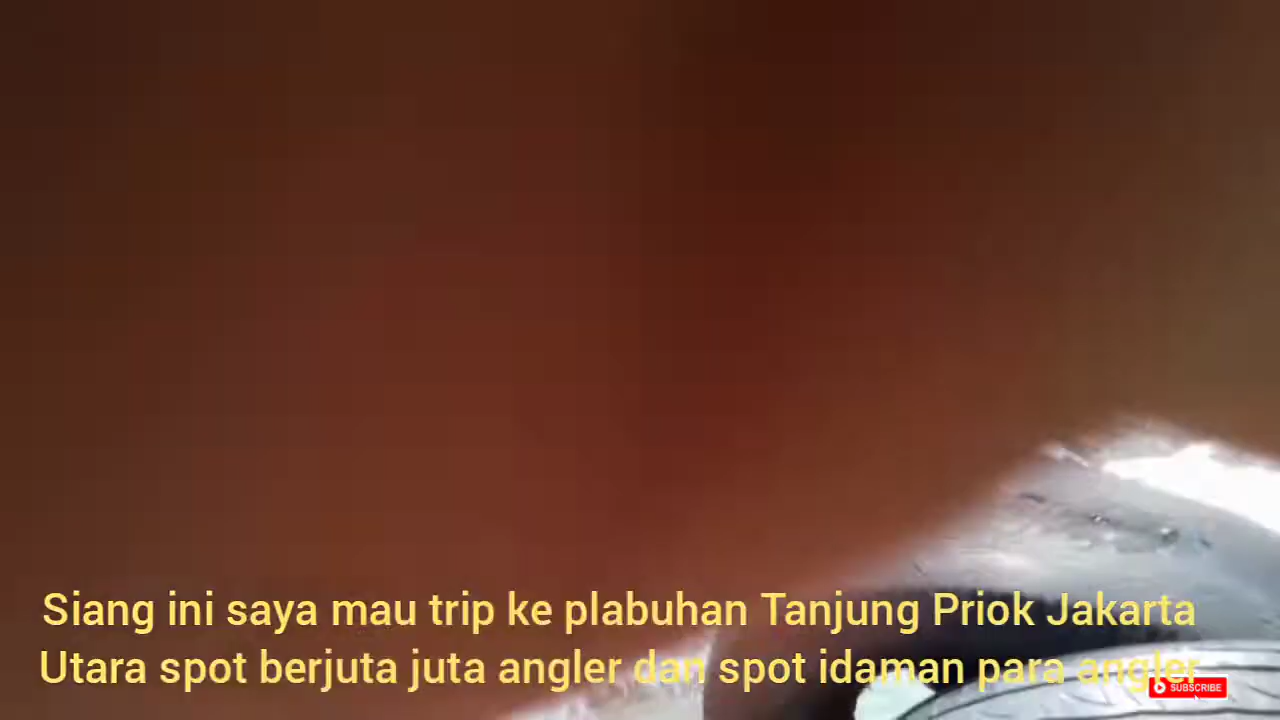 Siang ini saya mau trip ke plabuhan Tanjung Priok Jakarta
Utara spot berjuta juta angler dan spot idaman para angler
SUBSCRIBE